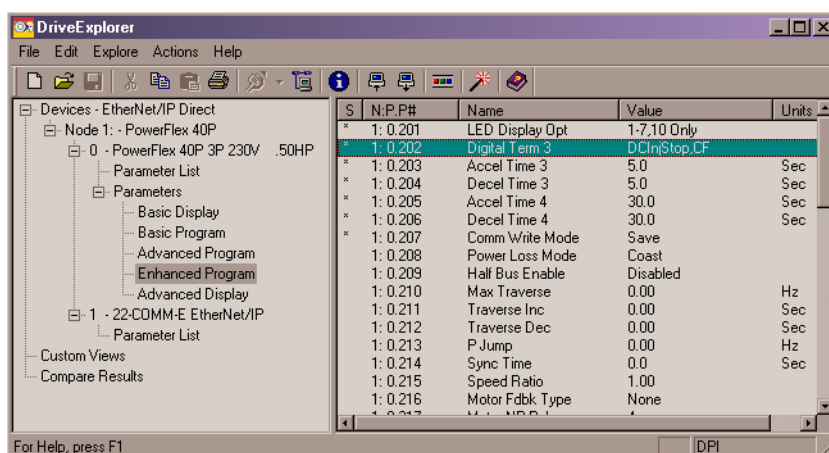 DriveExplorer
File Edit Explore Actions Help
Devices - EtherNet/IP Direct
Node 1: - PowerFlex 40P
0 - PowerFlex 40P 3P 230V .50HP
Parameter List
Parameters
Basic Display
Basic Program
Advanced Program
Enhanced Program
Advanced Display
1 - 22-COMM-E EtherNet/IP
Parameter List
Custom Views
Compare Results
S N:P.P# Name Value Units
* 1: 0.201 LED Display Opt 1-7,10 Only
* 1: 0.202 Digital Term 3 DCInjStop,CF
* 1: 0.203 Accel Time 3 5.0 Sec
* 1: 0.204 Decel Time 3 5.0 Sec
* 1: 0.205 Accel Time 4 30.0 Sec
* 1: 0.206 Decel Time 4 30.0 Sec
* 1: 0.207 Comm Write Mode Save
1: 0.208 Power Loss Mode Coast
1: 0.209 Half Bus Enable Disabled
1: 0.210 Max Traverse 0.00 Hz
1: 0.211 Traverse Inc 0.00 Sec
1: 0.212 Traverse Dec 0.00 Sec
1: 0.213 P Jump 0.00 Hz
1: 0.214 Sync Time 0.0 Sec
1: 0.215 Speed Ratio 1.00
1: 0.216 Motor Fdbk Type None
For Help, press F1
DPI